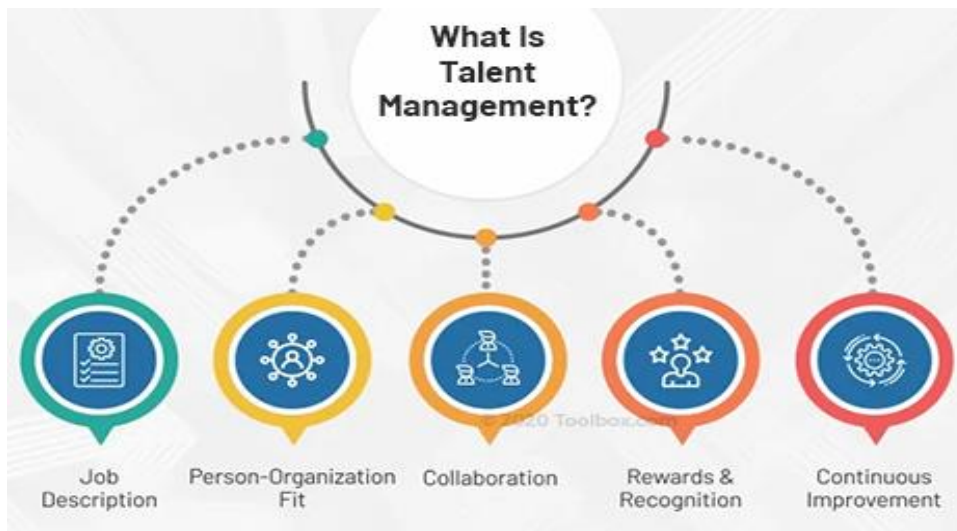 What Is
Talent
Management?
© 2020 Toolbox.com
Job
Description
Person-Organization
Fit
Collaboration
Rewards &
Recognition
Continuous
Improvement